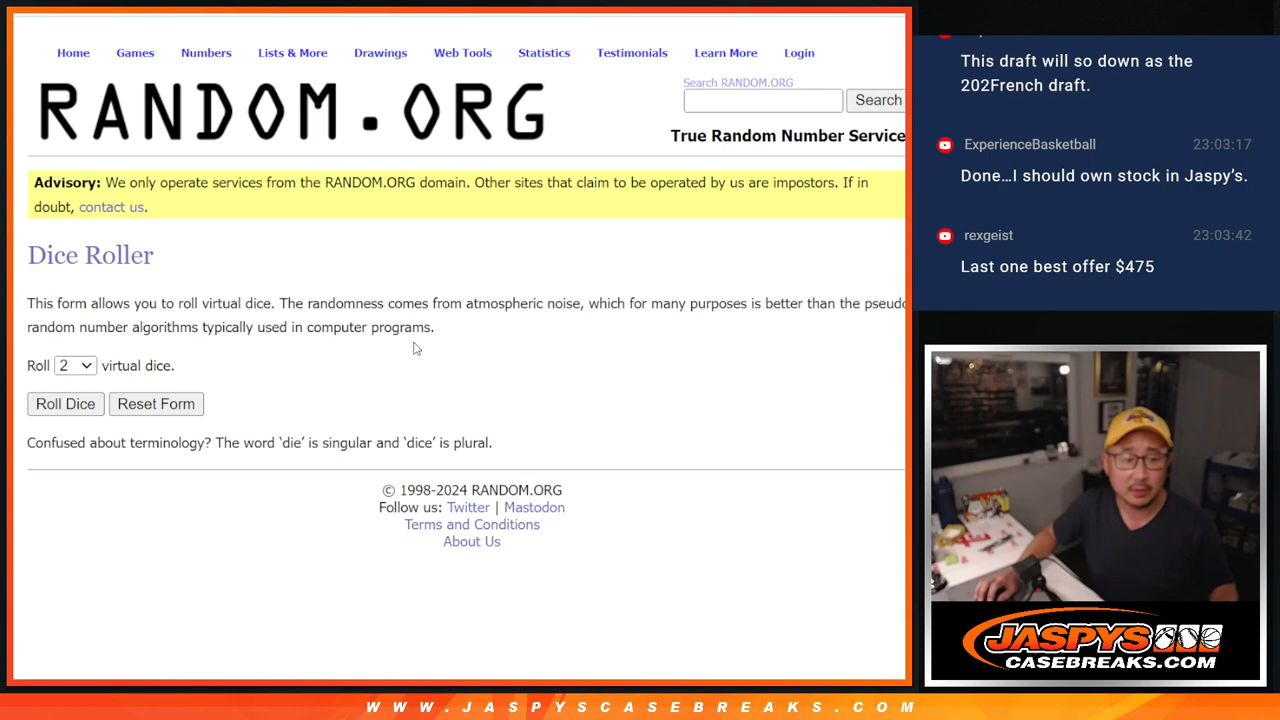 Home Games Numbers Lists & More Drawings Web Tools Statistics Testimonials Learn More Login
RANDOM.ORG
Search RANDOM.ORG
Search
True Random Number Service
Advisory: We only operate services from the RANDOM.ORG domain. Other sites that claim to be operated by us are impostors. If in
doubt, contact us.
Dice Roller
This form allows you to roll virtual dice. The randomness comes from atmospheric noise, which for many purposes is better than the pseudo
random number algorithms typically used in computer programs.
Roll 2 virtual dice.
Roll Dice Reset Form
Confused about terminology? The word ‘die’ is singular and ‘dice’ is plural.
© 1998-2024 RANDOM.ORG
Follow us: Twitter | Mastodon
Terms and Conditions
About Us
This draft will so down as the
202French draft.
ExperienceBasketball 23:03:17
Done…I should own stock in Jaspy’s.
rexgeist 23:03:42
Last one best offer $475
JASPYS
CASEBREAKS.COM
WWW.JASPYSCASEBREAKS.COM